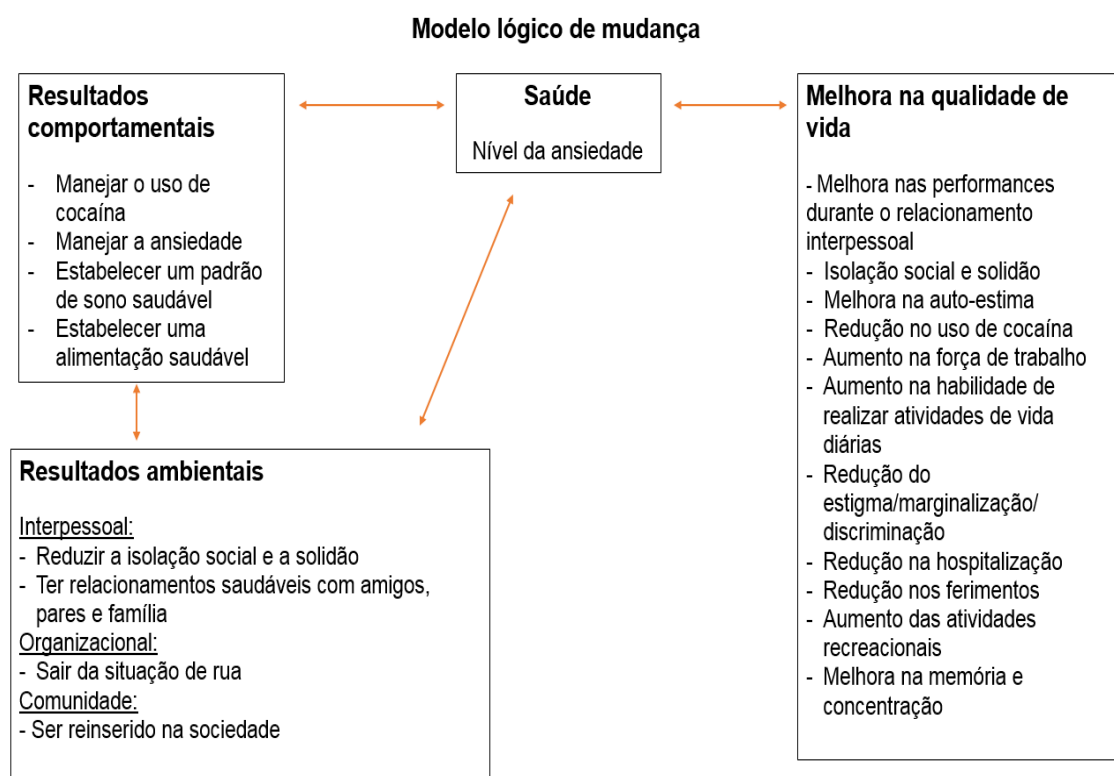 Modelo lógico de mudança
Resultados
comportamentais
- Manejar o uso de
cocaína
- Manejar a ansiedade
- Estabelecer um padrão
de sono saudável
- Estabelecer uma
alimentação saudável
Saúde
Nível da ansiedade
Melhora na qualidade de
vida
- Melhora nas performances
durante o relacionamento
interpessoal
- Isolação social e solidão
- Melhora na auto-estima
- Redução no uso de cocaína
- Aumento na força de trabalho
- Aumento na habilidade de
realizar atividades de vida
diárias
- Redução do
estigma/marginalização/
discriminação
- Redução na hospitalização
- Redução nos ferimentos
- Aumento das atividades
recreacionais
- Melhora na memória e
concentração
Resultados ambientais
Interpessoal:
- Reduzir a isolação social e a solidão
- Ter relacionamentos saudáveis com amigos,
pares e família
Organizacional:
- Sair da situação de rua
Comunidade:
- Ser reinserido na sociedade